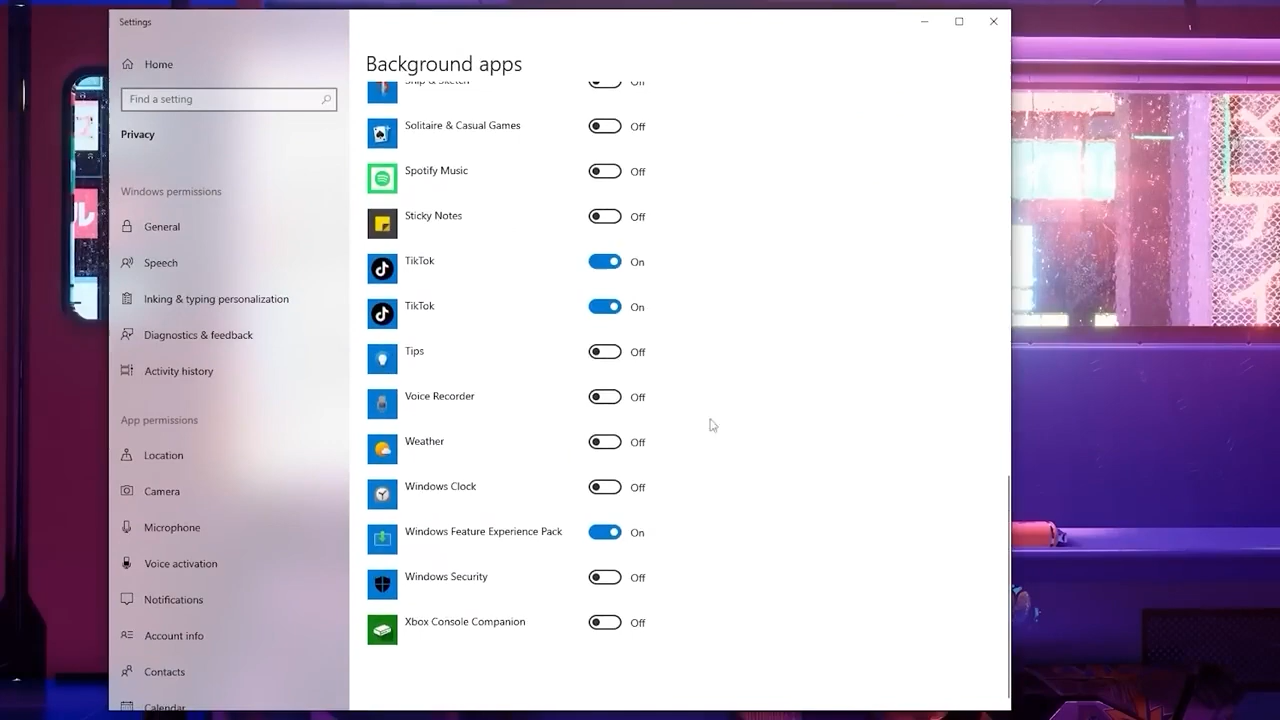 Settings
Home
Find a setting
Privacy
Windows permissions
General
Speech
Inking & typing personalization
Diagnostics & feedback
Activity history
App permissions
Location
Camera
Microphone
Voice activation
Notifications
Account info
Contacts
Calendar
Background apps
Snip & Sketch Off
Solitaire & Casual Games Off
Spotify Music Off
Sticky Notes Off
TikTok On
TikTok On
Tips Off
Voice Recorder Off
Weather Off
Windows Clock Off
Windows Feature Experience Pack On
Windows Security Off
Xbox Console Companion Off
ル